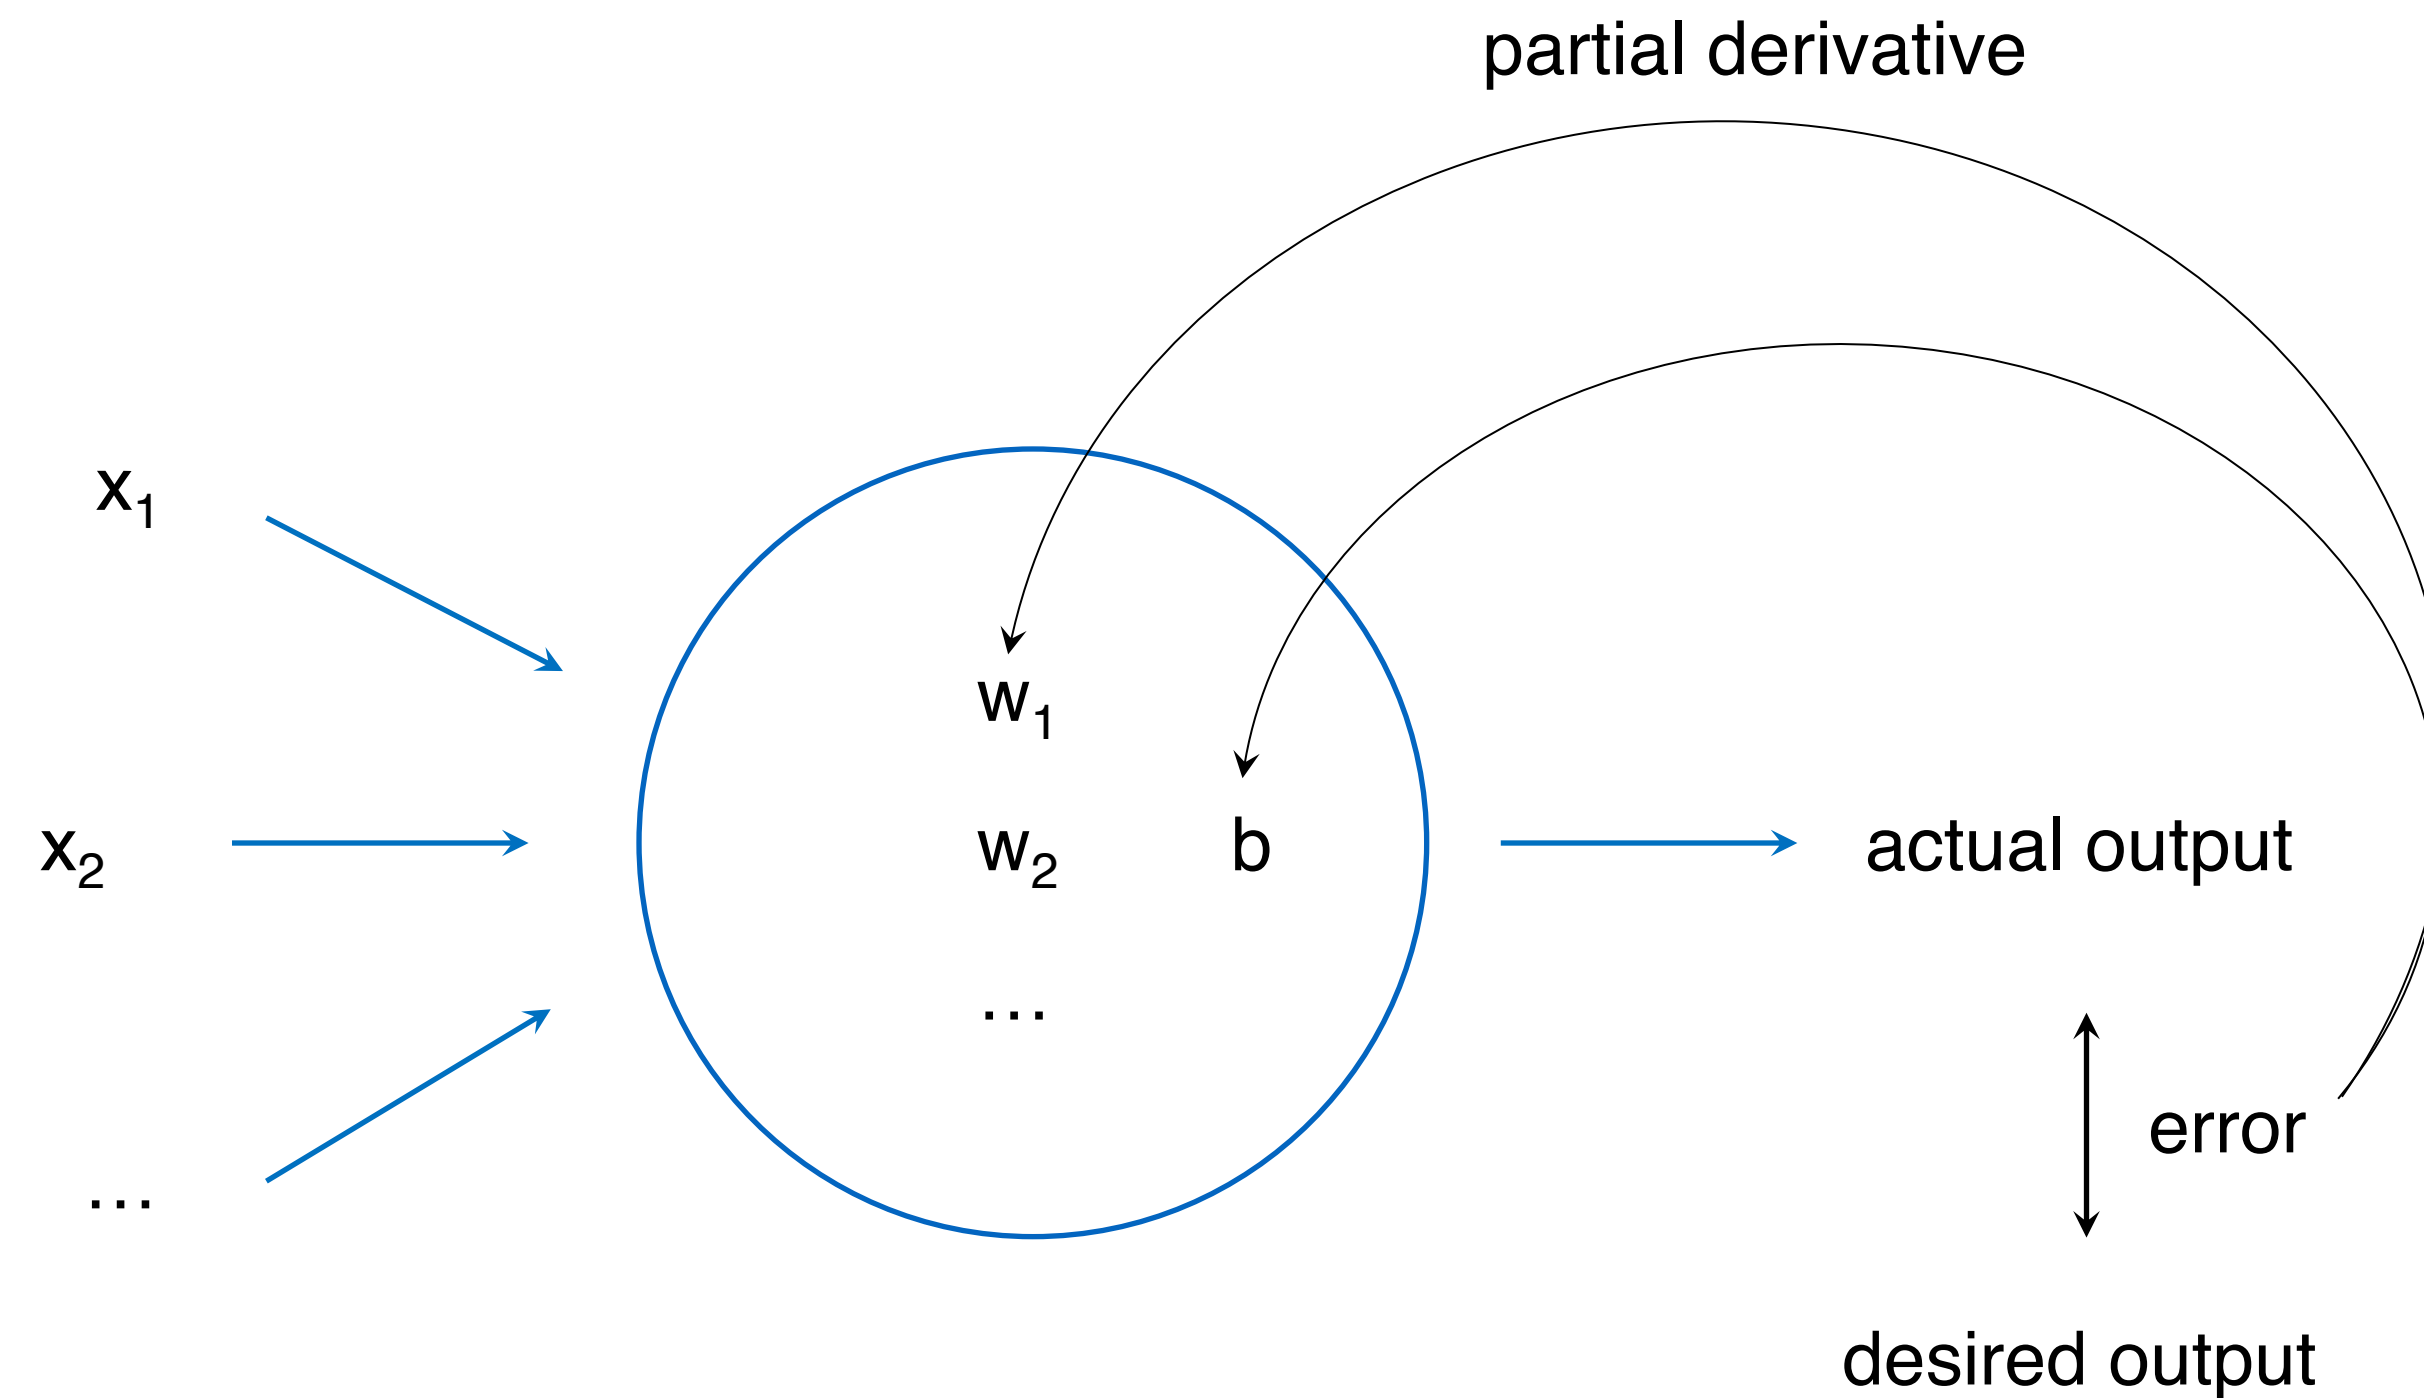 partial derivative
x₁
w₁
x₂
w₂
b
actual output
...
error
...
desired output